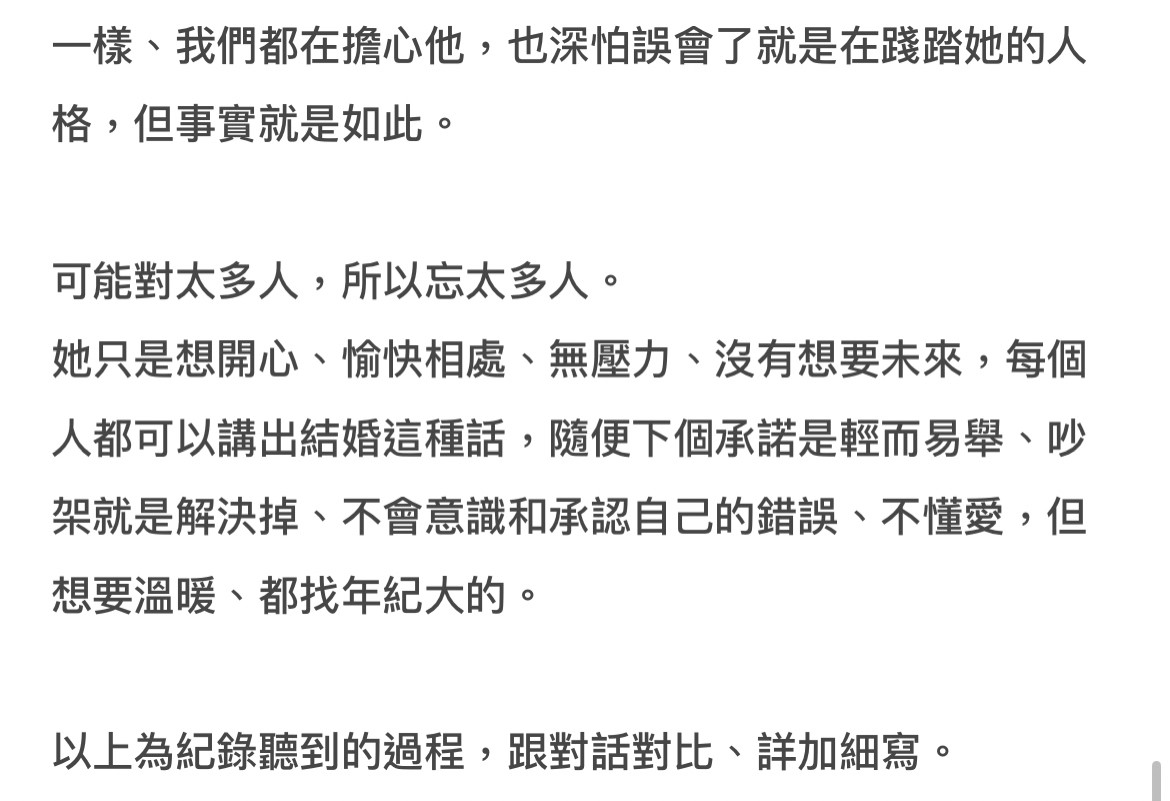 一樣、我們都在擔心他，也深怕誤會了就是在踐踏她的人
格，但事實就是如此。
可能對太多人，所以忘太多人。
她只是想開心、愉快相處、無壓力、沒有想要未來，每個
人都可以講出結婚這種話，隨便下個承諾是輕而易舉、吵
架就是解決掉、不會意識和承認自己的錯誤、不懂愛，但
想要溫暖、都找年紀大的。
以上為紀錄聽到的過程，跟對話對比、詳加細寫。